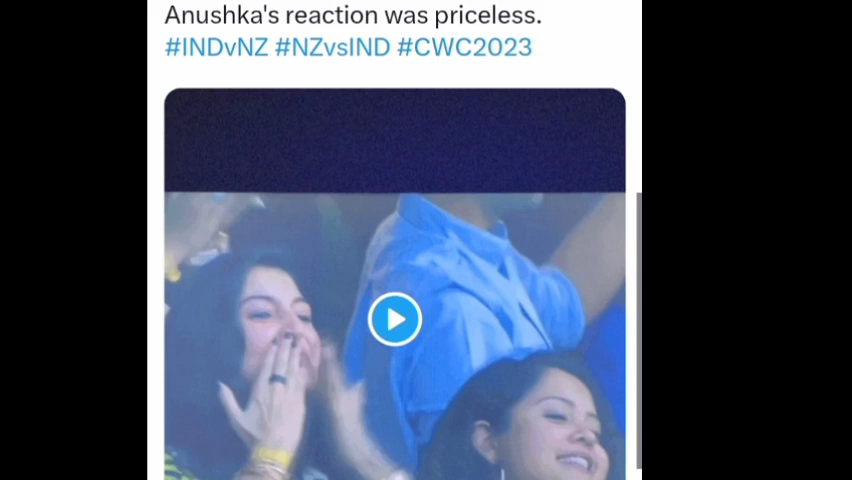 Anushka's reaction was priceless.
#INDvNZ #NZvsIND #CWC2023